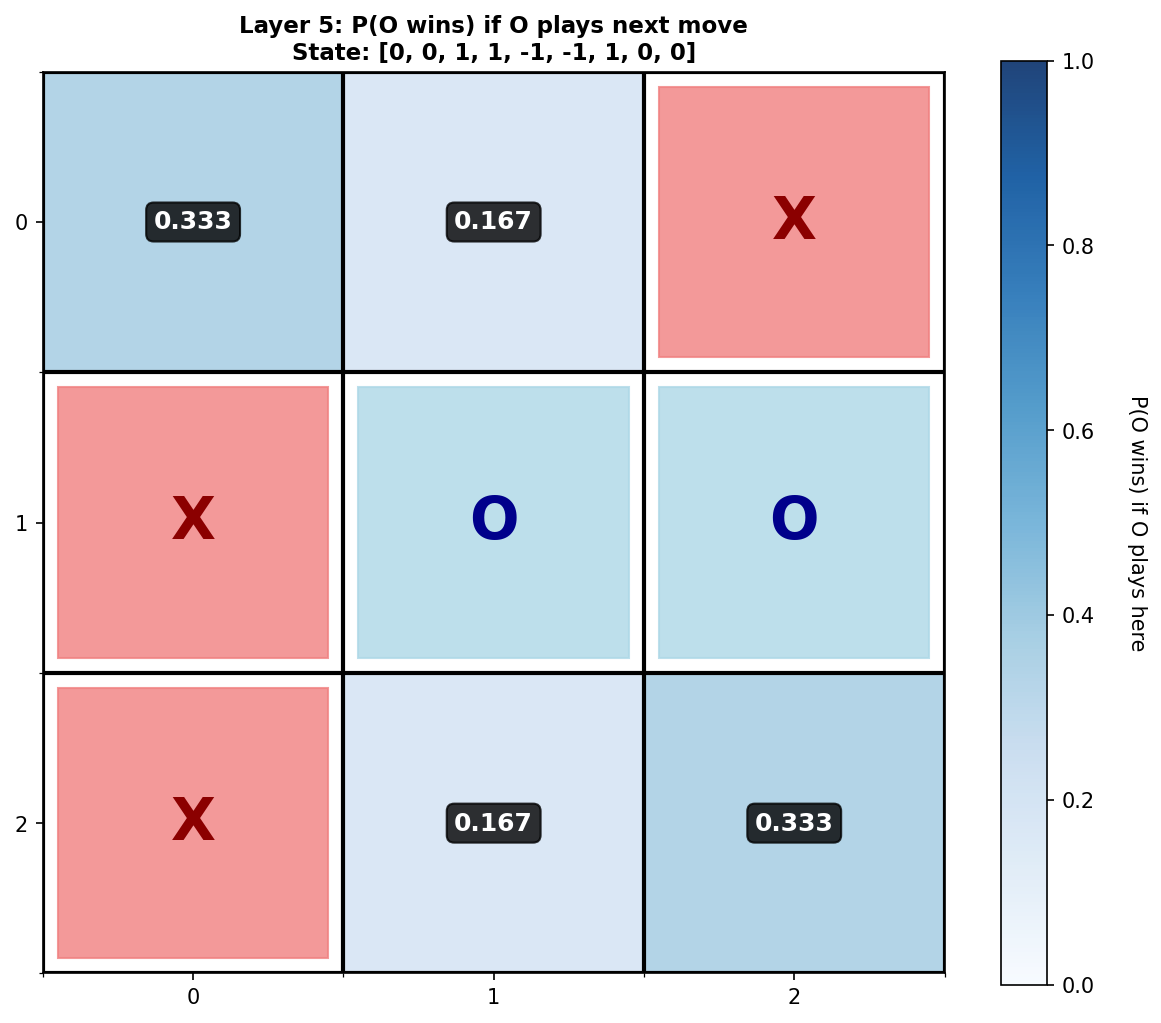 Layer 5: P(O wins) if O plays next move
State: [0, 0, 1, 1, -1, -1, 1, 0, 0]
0
0.333
0.167
X
1
X
O
O
2
X
0.167
0.333
0
1
2
1.0
0.8
0.6
0.4
0.2
0.0
P(O wins) if O plays here